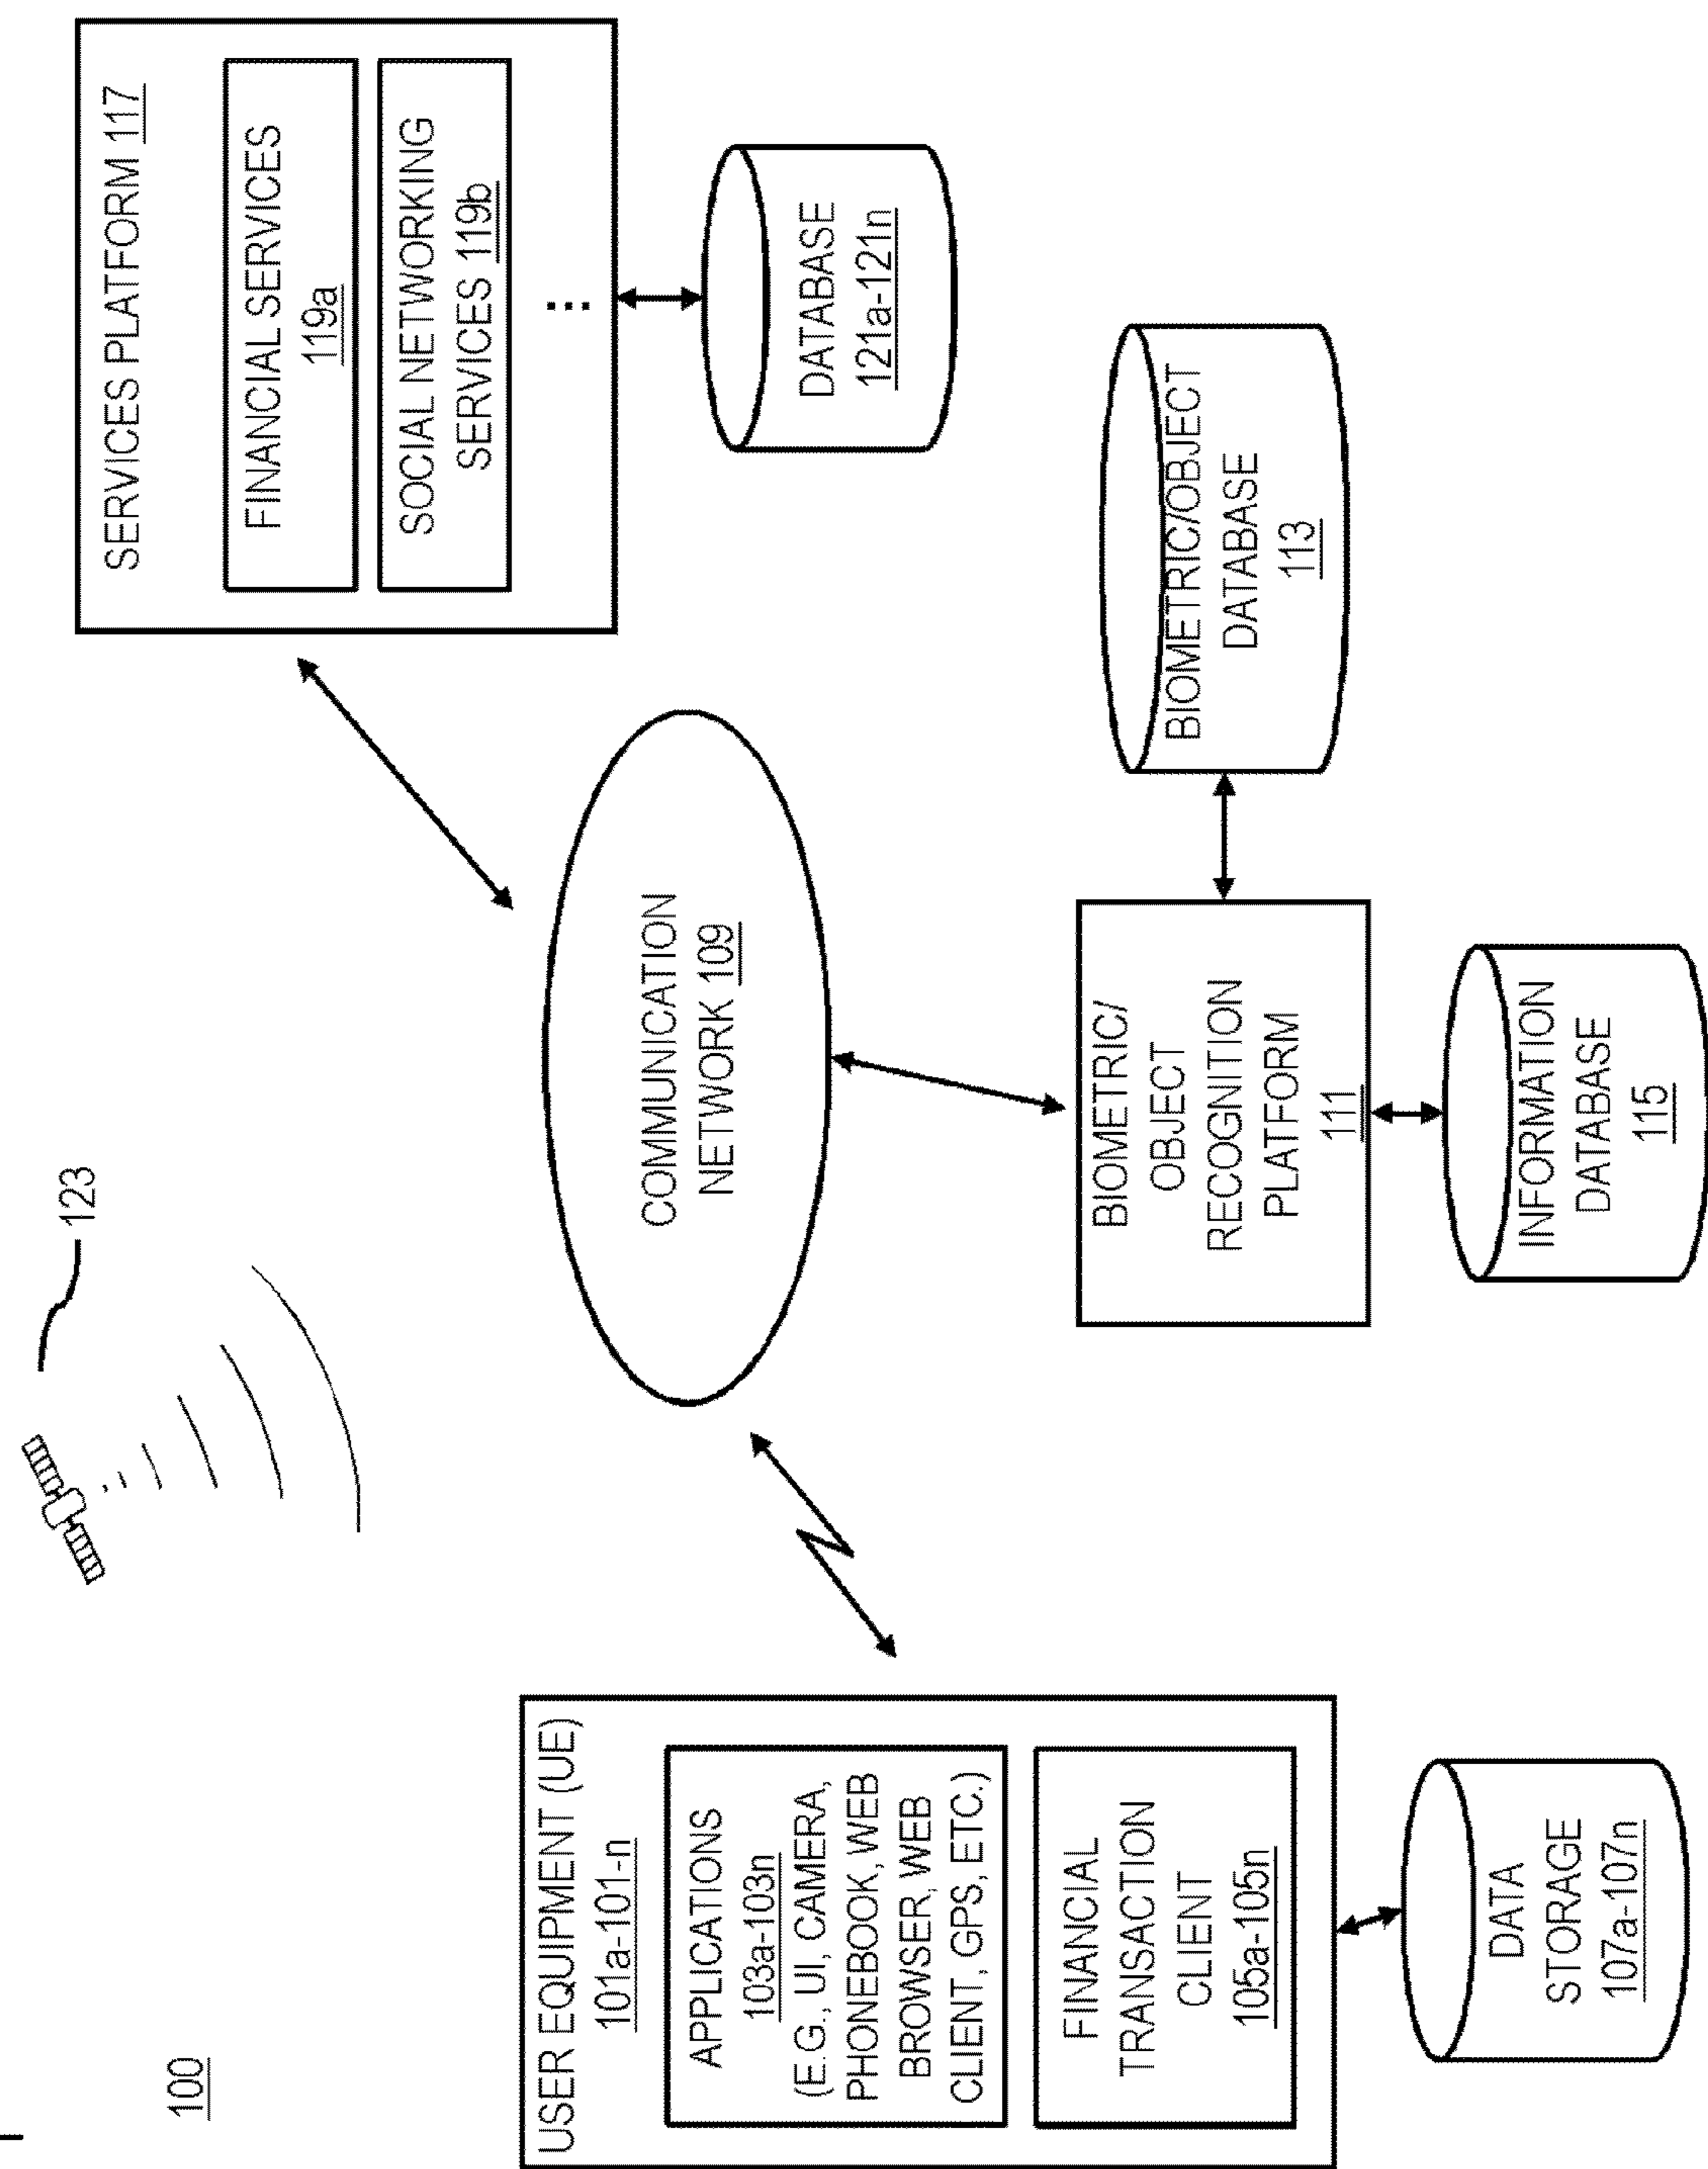 100
123
USER EQUIPMENT (UE)
101a-101-n
APPLICATIONS
103a-103n
(E.G., UI, CAMERA,
PHONEBOOK, WEB
BROWSER, WEB
CLIENT, GPS, ETC.)
FINANCIAL
TRANSACTION
CLIENT
105a-105n
DATA
STORAGE
107a-107n
COMMUNICATION
NETWORK 109
BIOMETRIC/
OBJECT
RECOGNITION
PLATFORM
111
INFORMATION
DATABASE
115
BIOMETRIC/OBJECT
DATABASE
113
SERVICES PLATFORM 117
FINANCIAL SERVICES
119a
SOCIAL NETWORKING
SERVICES 119b
...
DATABASE
121a-121n